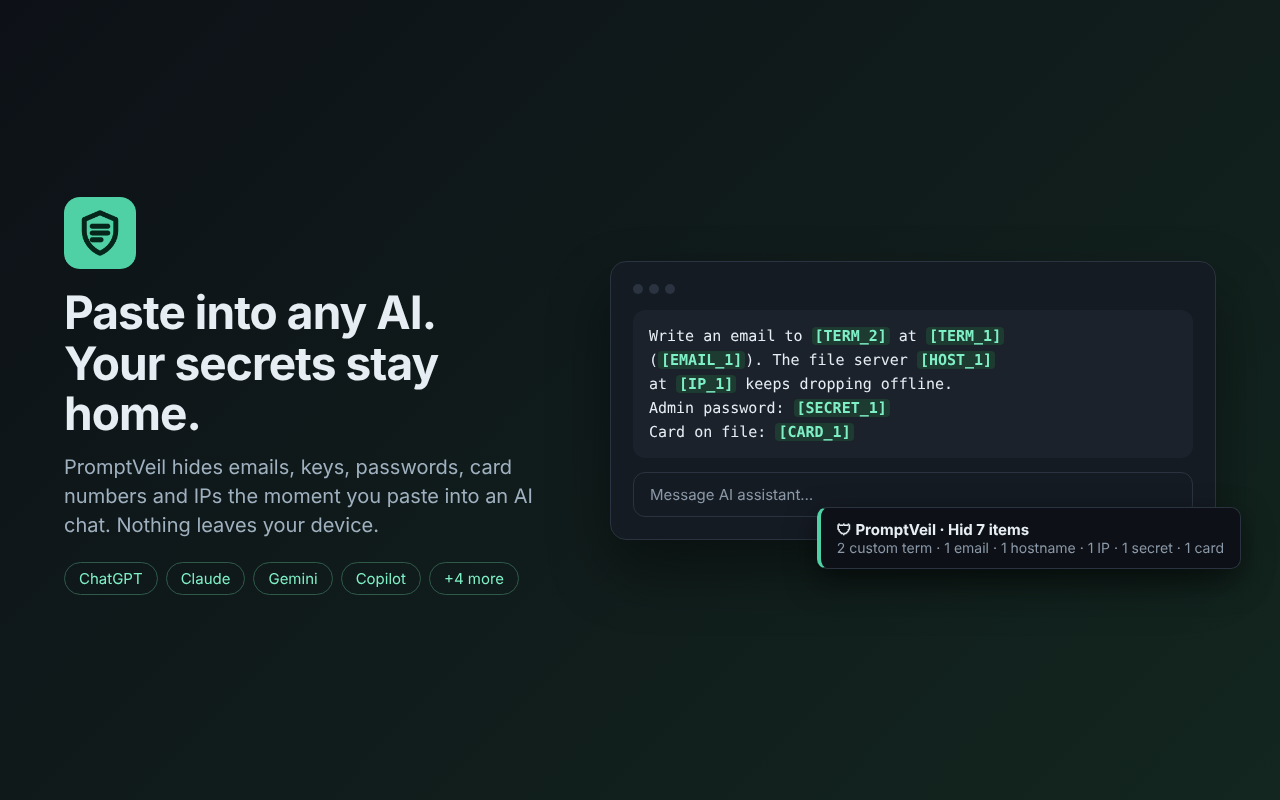 Paste into any AI.
Your secrets stay
home.
PromptVeil hides emails, keys, passwords, card
numbers and IPs the moment you paste into an AI
chat. Nothing leaves your device.
ChatGPT
Claude
Gemini
Copilot
+4 more
Write an email to [TERM_2] at [TERM_1]
([EMAIL_1]). The file server [HOST_1]
at [IP_1] keeps dropping offline.
Admin password: [SECRET_1]
Card on file: [CARD_1]
Message AI assistant...
PromptVeil · Hid 7 items
2 custom term · 1 email · 1 hostname · 1 IP · 1 secret · 1 card